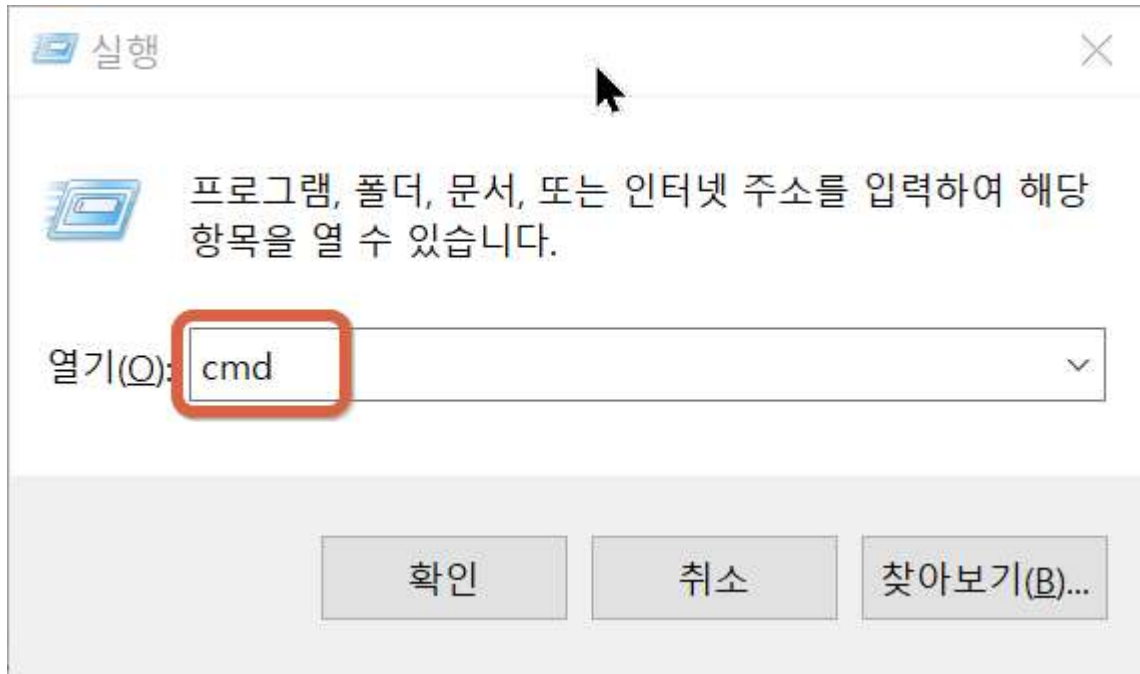 실행
프로그램, 폴더, 문서, 또는 인터넷 주소를 입력하여 해당
항목을 열 수 있습니다.
열기(O): cmd
확인 취소 찾아보기(B)...